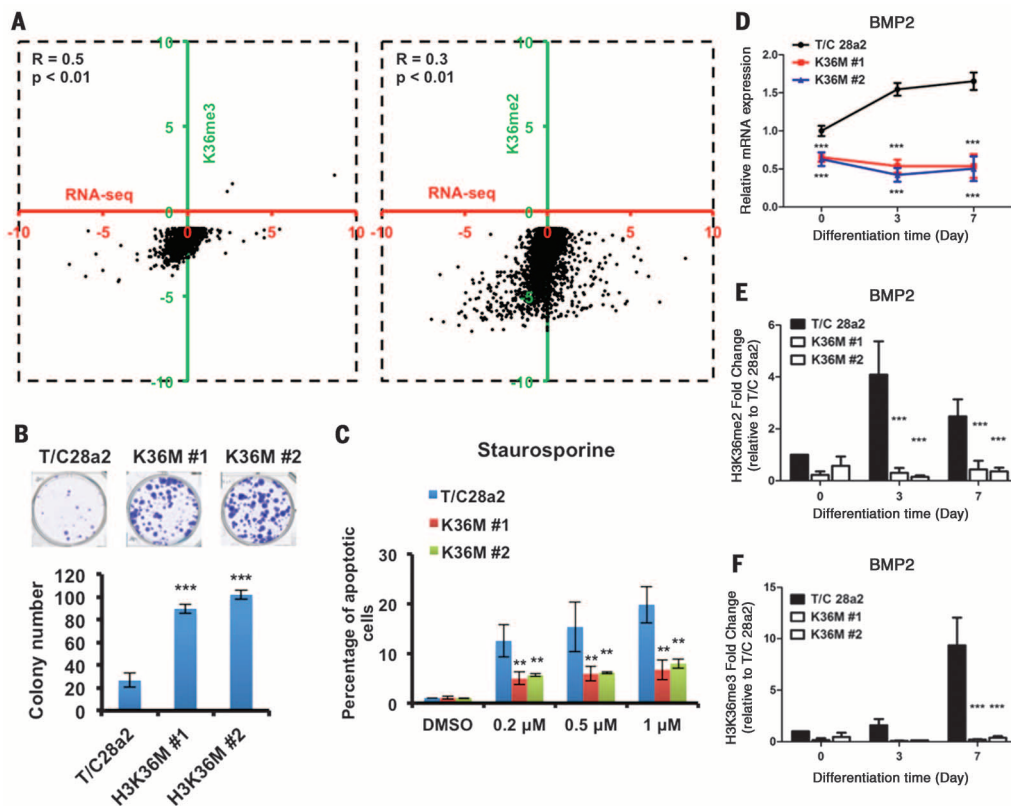 A
R = 0.5
p < 0.01
K36me3
RNA-seq
10
5
0
-5
-10
-10
-5
0
5
10
R = 0.3
p < 0.01
K36me2
RNA-seq
10
5
0
-5
-10
-10
-5
0
5
10
B
T/C28a2 K36M #1 K36M #2
Colony number
120
100
80
60
40
20
0
***
***
T/C28a2
H3K36M #1
H3K36M #2
C
Staurosporine
T/C28a2
K36M #1
K36M #2
Percentage of apoptotic
cells
30
20
10
0
** **
** **
** **
DMSO 0.2 µM 0.5 µM 1 µM
D
BMP2
T/C 28a2
K36M #1
K36M #2
Relative mRNA expression
2.0
1.5
1.0
0.5
0.0
*** *** ***
*** *** ***
0 3 7
Differentiation time (Day)
E
BMP2
T/C 28a2
K36M #1
K36M #2
H3K36me2 Fold Change
(relative to T/C 28a2)
6
4
2
0
*** ***
*** ***
0 3 7
Differentiation time (Day)
F
BMP2
T/C 28a2
K36M #1
K36M #2
H3K36me3 Fold Change
(relative to T/C 28a2)
15
10
5
0
*** ***
0 3 7
Differentiation time (Day)